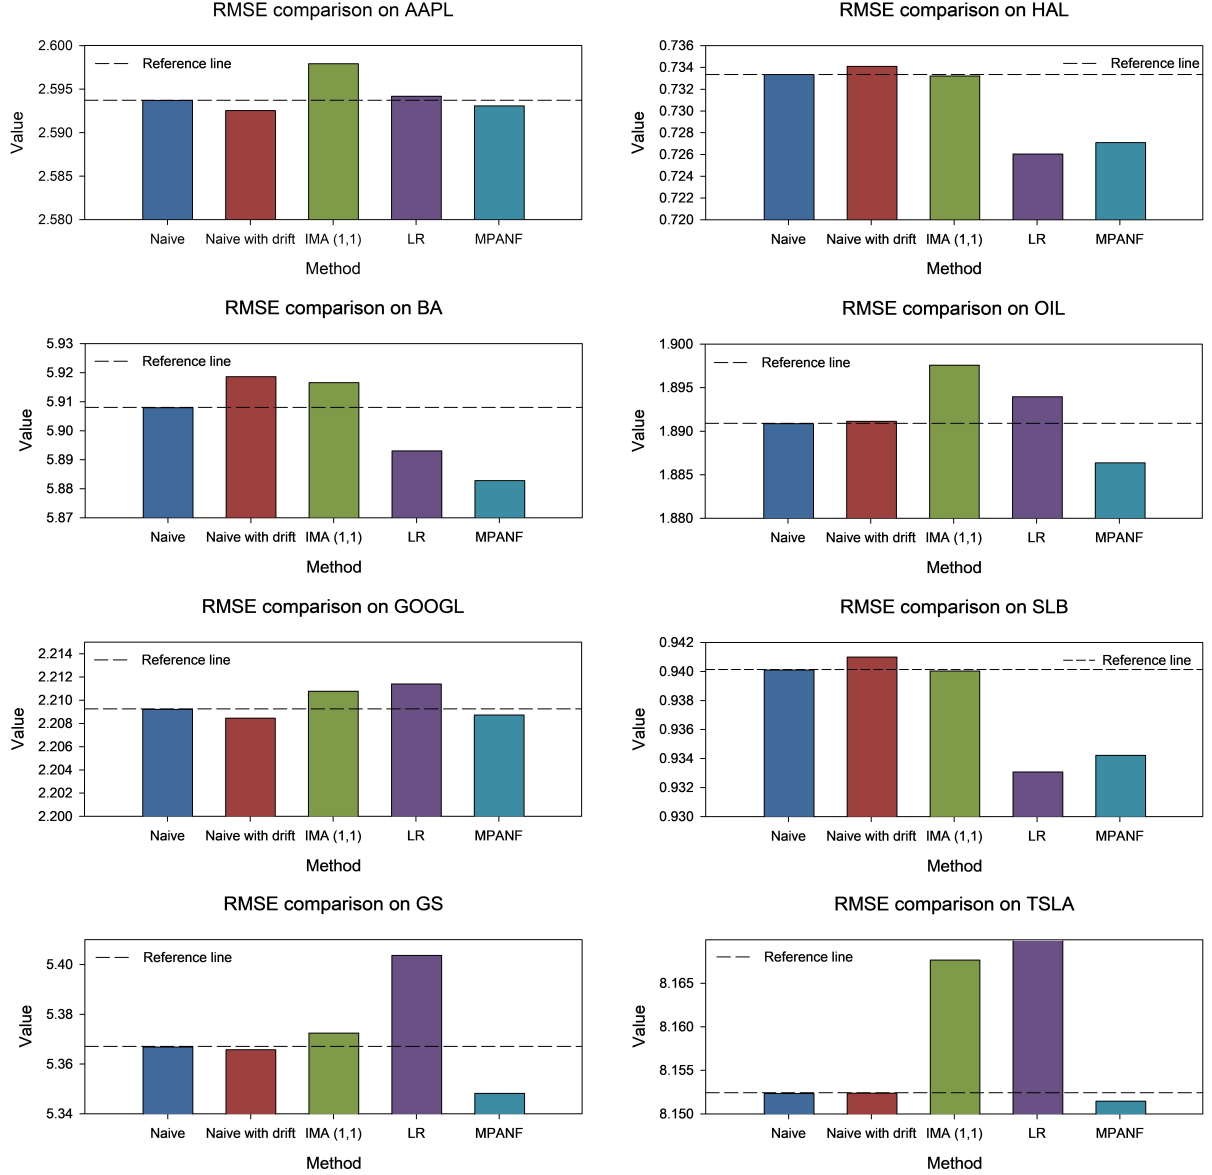 RMSE comparison on AAPL
2.600
2.595
2.590
2.585
2.580
Value
Reference line
Naive Naive with drift IMA (1,1) LR MPANF
Method
RMSE comparison on HAL
0.736
0.734
0.732
0.730
0.728
0.726
0.724
0.722
0.720
Value
Reference line
Naive Naive with drift IMA (1,1) LR MPANF
Method
RMSE comparison on BA
5.93
5.92
5.91
5.90
5.89
5.88
5.87
Value
Reference line
Naive Naive with drift IMA (1,1) LR MPANF
Method
RMSE comparison on OIL
1.900
1.895
1.890
1.885
1.880
Value
Reference line
Naive Naive with drift IMA (1,1) LR MPANF
Method
RMSE comparison on GOOGL
2.214
2.212
2.210
2.208
2.206
2.204
2.202
2.200
Value
Reference line
Naive Naive with drift IMA (1,1) LR MPANF
Method
RMSE comparison on SLB
0.942
0.940
0.938
0.936
0.934
0.932
0.930
Value
Reference line
Naive Naive with drift IMA (1,1) LR MPANF
Method
RMSE comparison on GS
5.40
5.38
5.36
5.34
Value
Reference line
Naive Naive with drift IMA (1,1) LR MPANF
Method
RMSE comparison on TSLA
8.165
8.160
8.155
8.150
Value
Reference line
Naive Naive with drift IMA (1,1) LR MPANF
Method